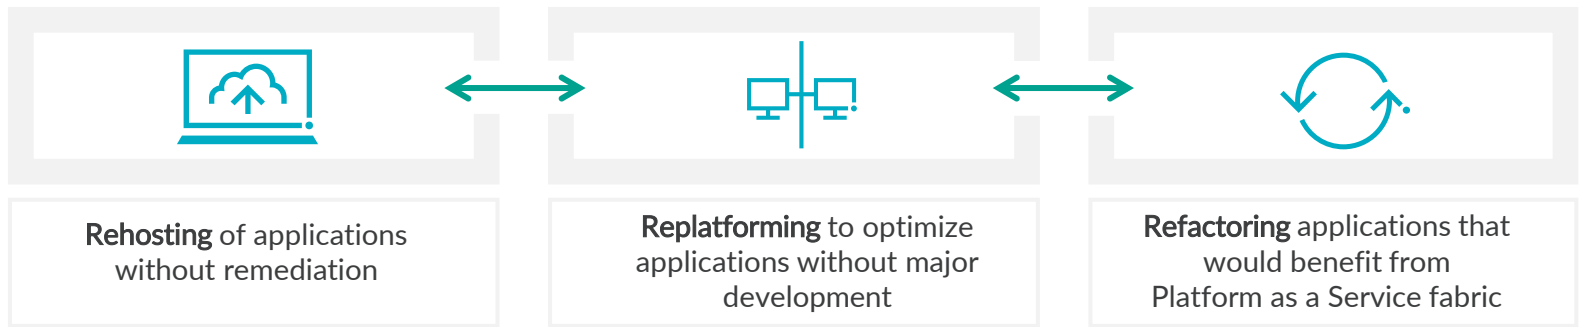 Rehosting of applications
without remediation
Replatforming to optimize
applications without major
development
Refactoring applications that
would benefit from
Platform as a Service fabric